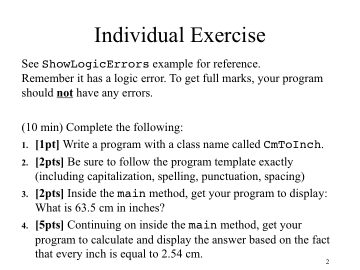 Individual Exercise
See ShowLogicErrors example for reference.
Remember it has a logic error. To get full marks, your program
should not have any errors.
(10 min) Complete the following:
1. [1pt] Write a program with a class name called CmToInch.
2. [2pts] Be sure to follow the program template exactly
(including capitalization, spelling, punctuation, spacing)
3. [2pts] Inside the main method, get your program to display:
What is 63.5 cm in inches?
4. [5pts] Continuing on inside the main method, get your
program to calculate and display the answer based on the fact
that every inch is equal to 2.54 cm.
2